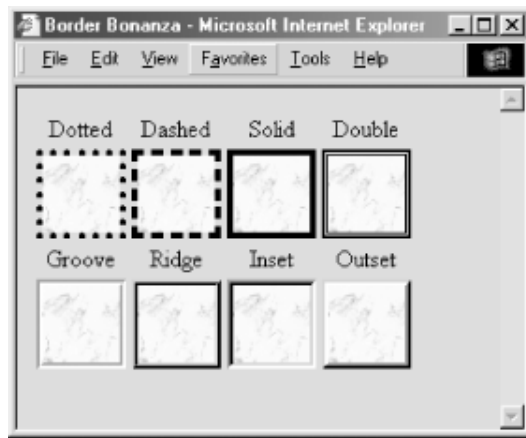 Border Bonanza - Microsoft Internet Explorer
File Edit View Favorites Tools Help
Dotted Dashed Solid Double
Groove Ridge Inset Outset